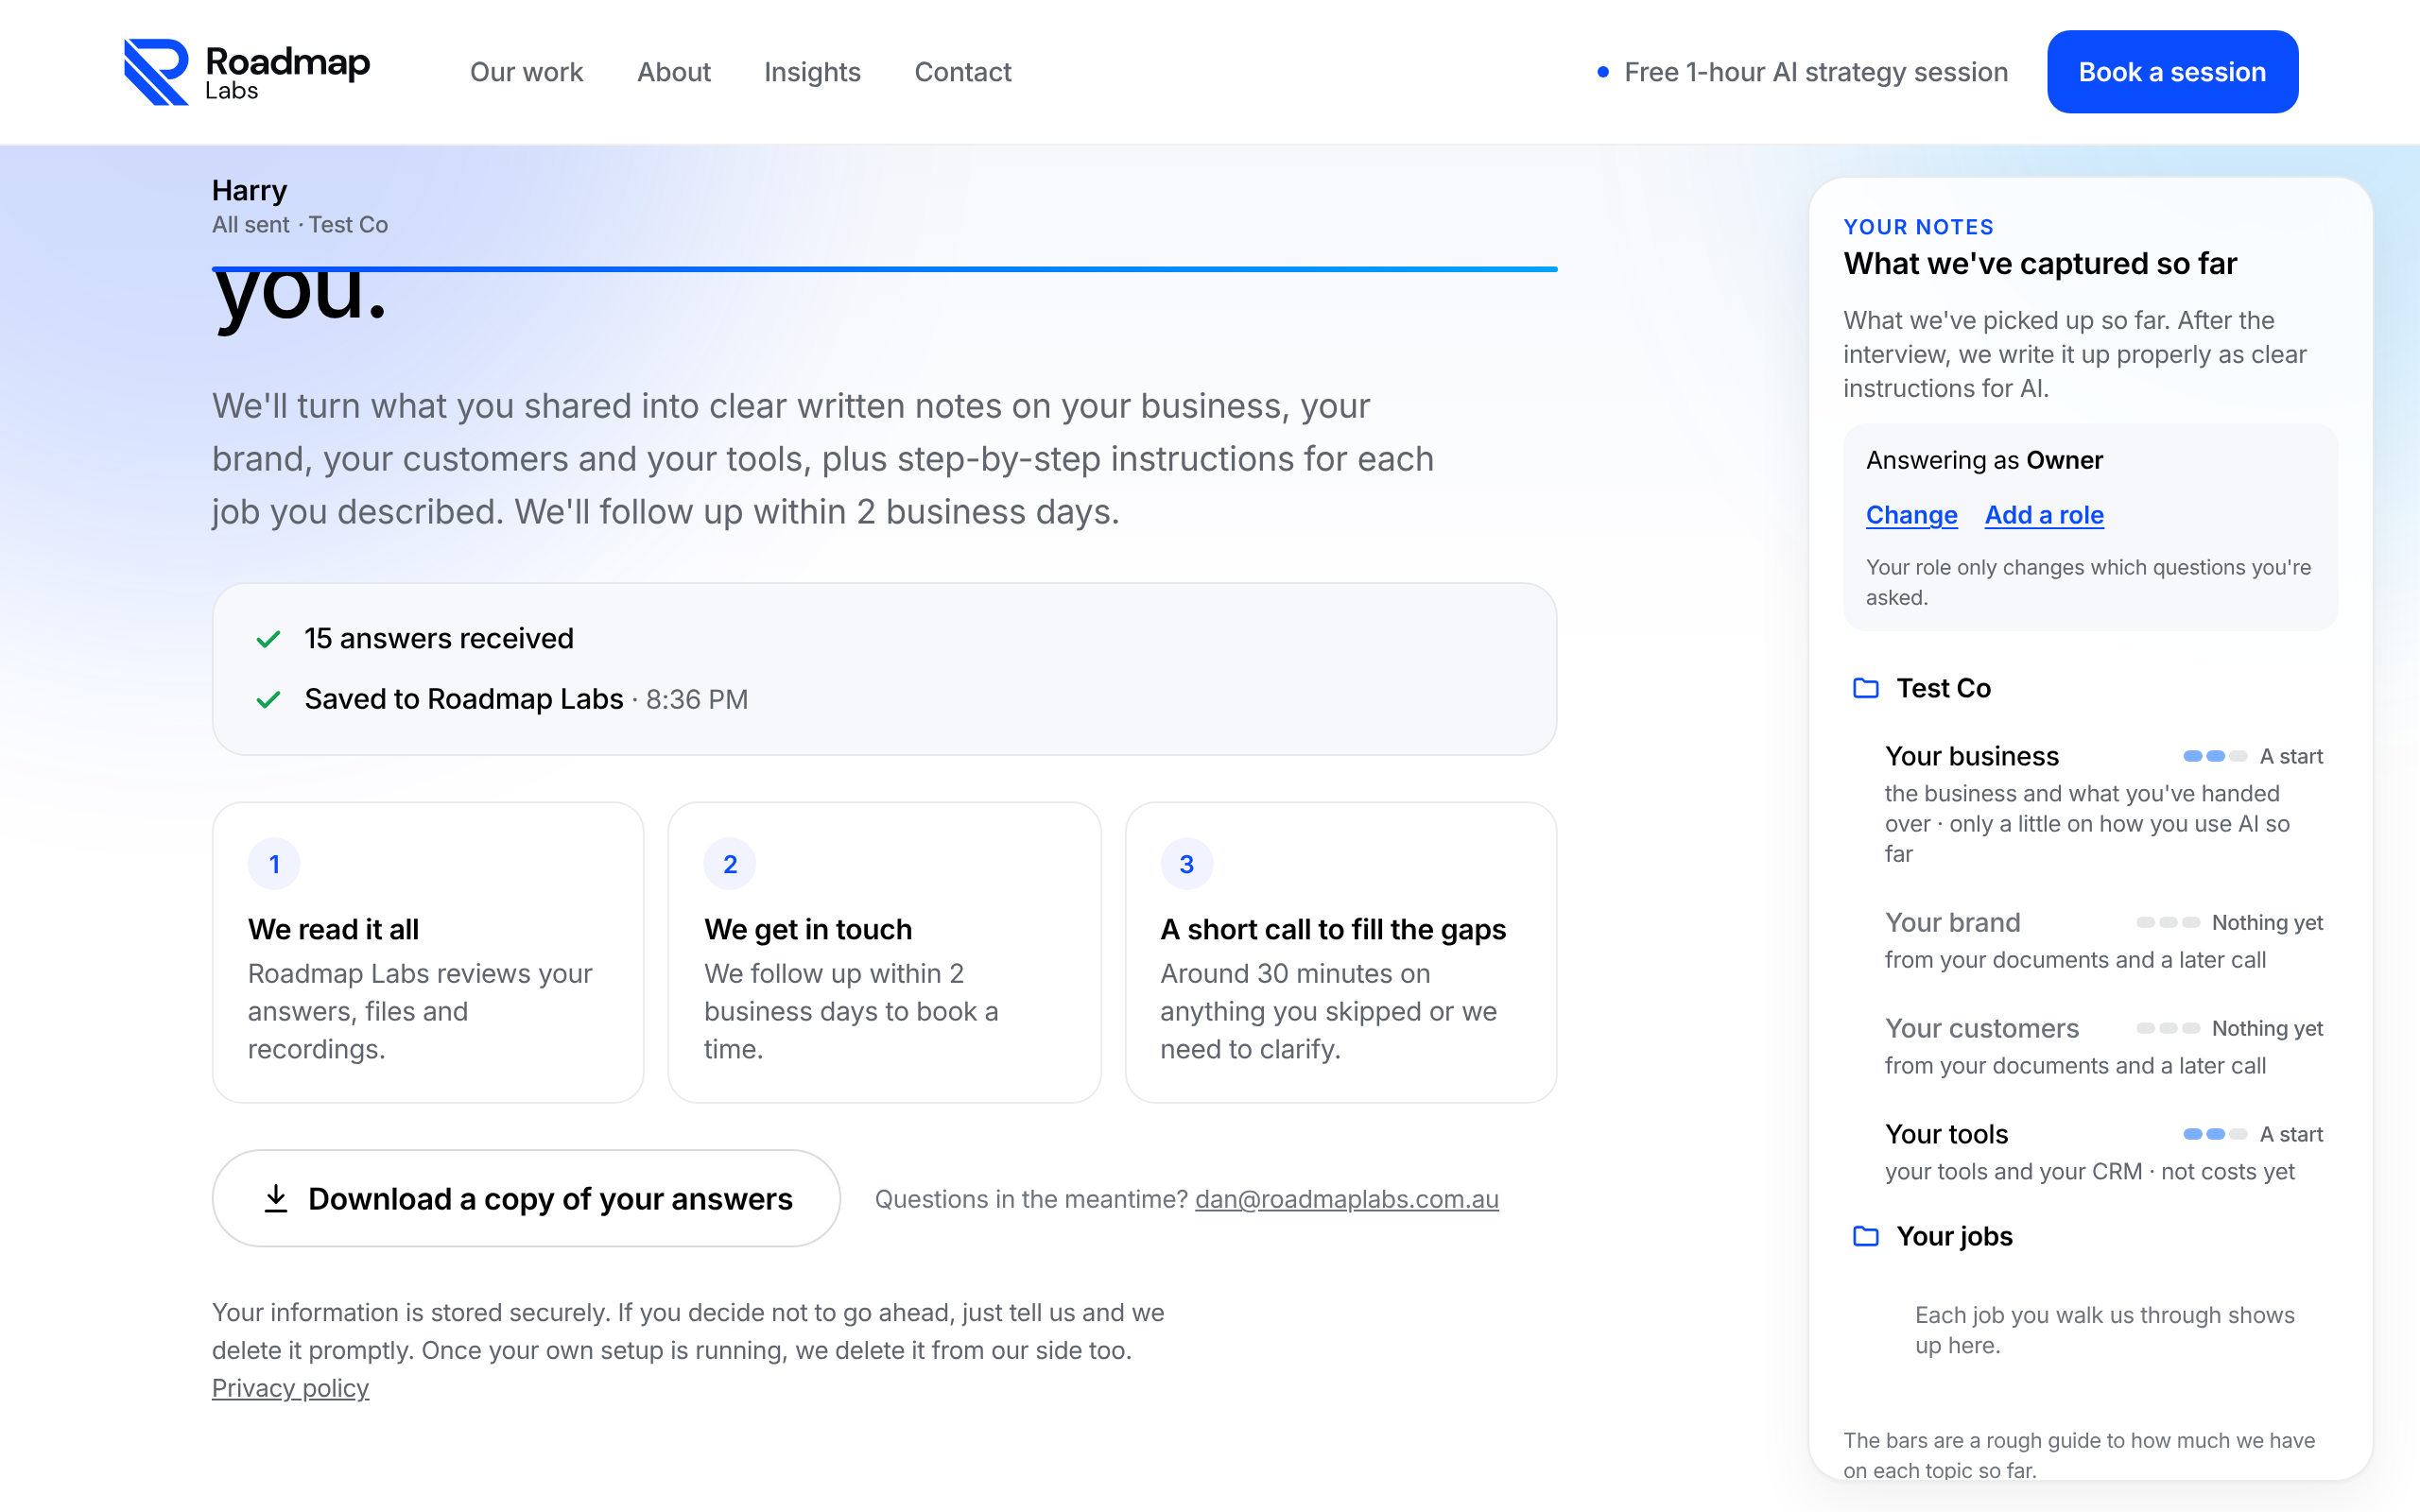 Roadmap
Labs
Our work
About
Insights
Contact
Free 1-hour AI strategy session
Book a session
Harry
All sent · Test Co
you.
We'll turn what you shared into clear written notes on your business, your
brand, your customers and your tools, plus step-by-step instructions for each
job you described. We'll follow up within 2 business days.
15 answers received
Saved to Roadmap Labs · 8:36 PM
1
We read it all
Roadmap Labs reviews your
answers, files and
recordings.
2
We get in touch
We follow up within 2
business days to book a
time.
3
A short call to fill the gaps
Around 30 minutes on
anything you skipped or we
need to clarify.
Download a copy of your answers
Questions in the meantime? dan@roadmaplabs.com.au
Your information is stored securely. If you decide not to go ahead, just tell us and we
delete it promptly. Once your own setup is running, we delete it from our side too.
Privacy policy
YOUR NOTES
What we've captured so far
What we've picked up so far. After the
interview, we write it up properly as clear
instructions for AI.
Answering as Owner
Change
Add a role
Your role only changes which questions you're
asked.
Test Co
Your business
A start
the business and what you've handed
over · only a little on how you use AI so
far
Your brand
Nothing yet
from your documents and a later call
Your customers
Nothing yet
from your documents and a later call
Your tools
A start
your tools and your CRM · not costs yet
Your jobs
Each job you walk us through shows
up here.
The bars are a rough guide to how much we have
on each topic so far.